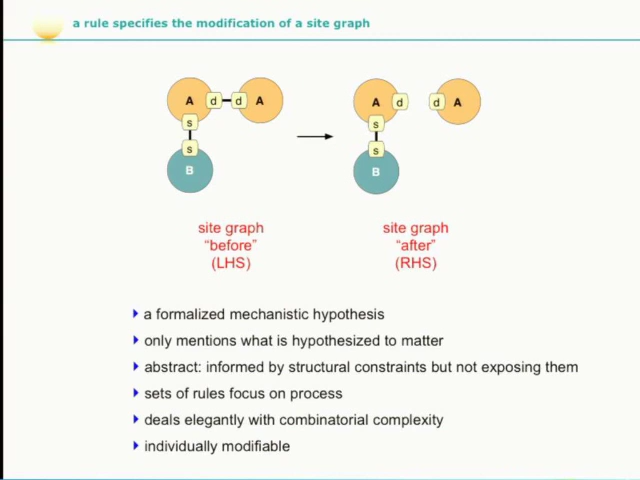 a rule specifies the modification of a site graph
A d d A
s
s
B
A d d A
s
s
B
site graph
“before”
(LHS)
site graph
“after”
(RHS)
a formalized mechanistic hypothesis
only mentions what is hypothesized to matter
abstract: informed by structural constraints but not exposing them
sets of rules focus on process
deals elegantly with combinatorial complexity
individually modifiable